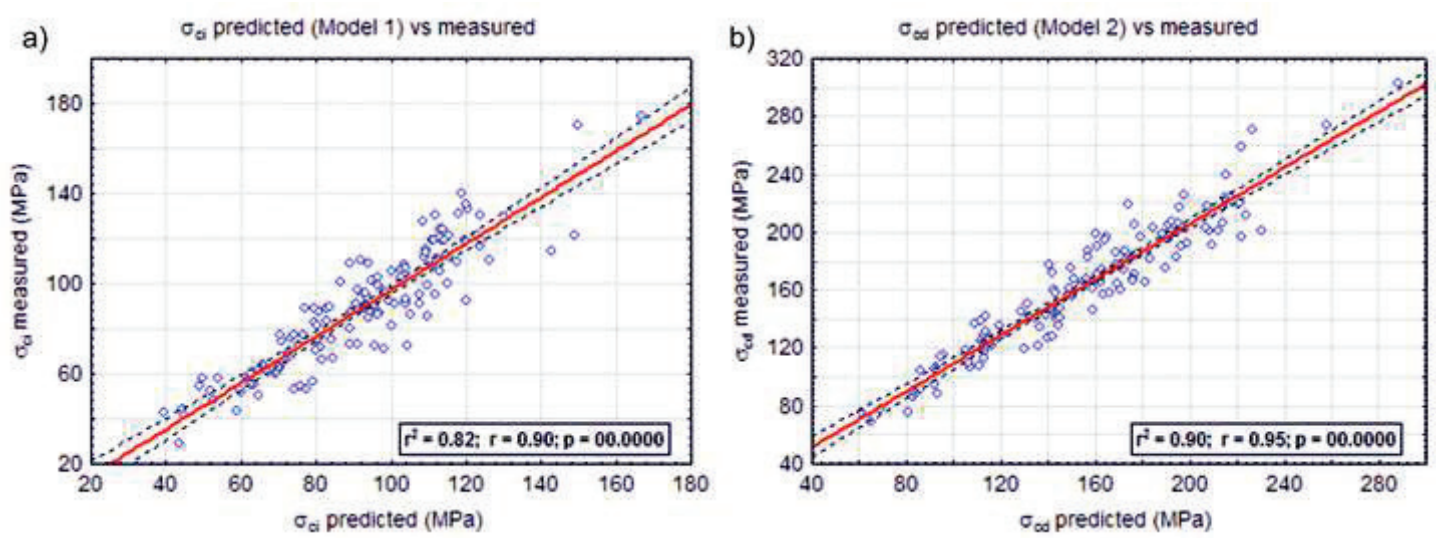 a)
σci predicted (Model 1) vs measured
180
140
100
60
20
σci measured (MPa)
r² = 0.82; r = 0.90; p = 00.0000
20 40 60 80 100 120 140 160 180
σci predicted (MPa)
b)
σcd predicted (Model 2) vs measured
320
280
240
200
160
120
80
40
σcd measured (MPa)
r² = 0.90; r = 0.95; p = 00.0000
40 80 120 160 200 240 280
σcd predicted (MPa)